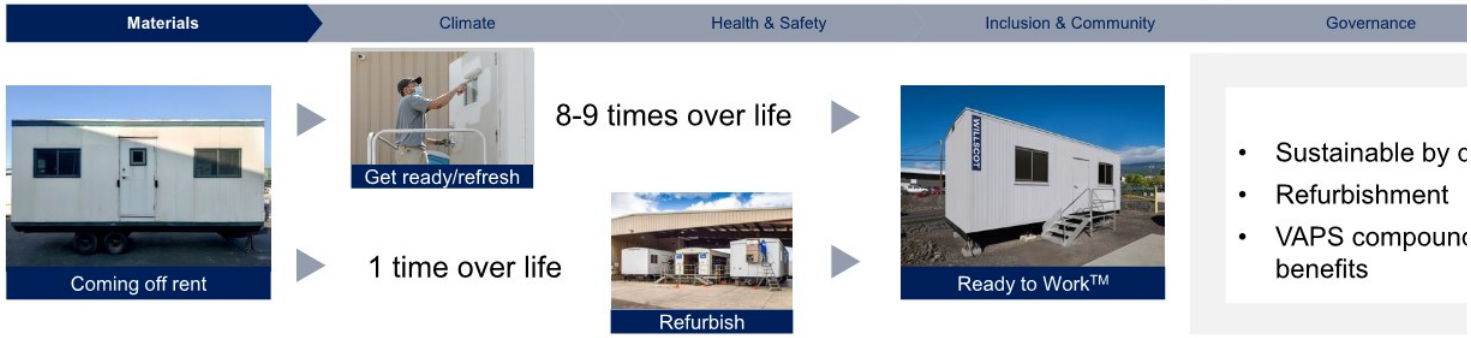 Materials
Climate
Health & Safety
Inclusion & Community
Governance
Get ready/refresh
8-9 times over life
Coming off rent
1 time over life
Refurbish
WILLSCOT
Ready to Work™
• Sustainable by
• Refurbishment
• VAPS
benefits